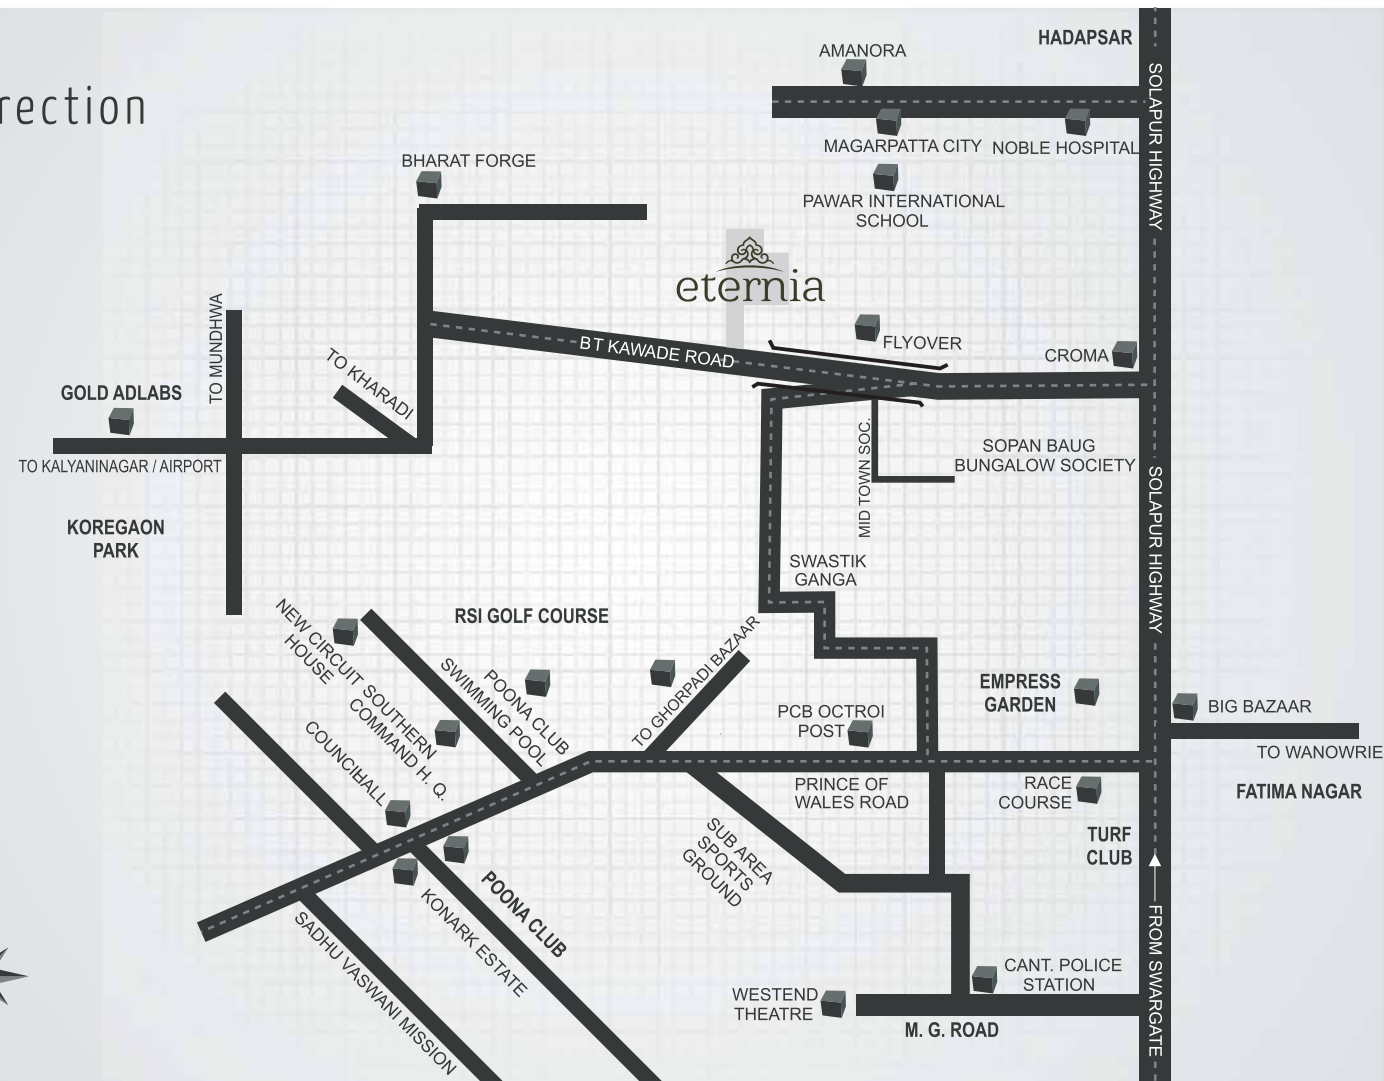 rection
HADAPSAR
AMANORA
SOLAPUR HIGHWAY
MAGARPATTA CITY
NOBLE HOSPITAL
BHARAT FORGE
PAWAR INTERNATIONAL
SCHOOL
eternia
TO MUNDHWA
BT KAWADE ROAD
FLYOVER
CROMA
TO KHARADI
GOLD ADLABS
TO KALYANINAGAR / AIRPORT
MID TOWN SOC.
SOPAN BAUG
BUNGALOW SOCIETY
KOREGAON
PARK
SOLAPUR HIGHWAY
SWASTIK
GANGA
NEW CIRCUIT
HOUSE
RSI GOLF COURSE
POONA CLUB
SWIMMING POOL
TO GHORPADI BAZAAR
SOUTHERN
COMMAND H. Q.
EMPRESS
GARDEN
BIG BAZAAR
PCB OCTROI
POST
COUNCIHALL
TO WANOWRIE
PRINCE OF
WALES ROAD
RACE
COURSE
FATIMA NAGAR
SUB AREA
SPORTS
GROUND
TURF
CLUB
POONA CLUB
KONARK ESTATE
SADHU VASWANI MISSION
FROM SWARGATE
CANT. POLICE
STATION
WESTEND
THEATRE
M. G. ROAD